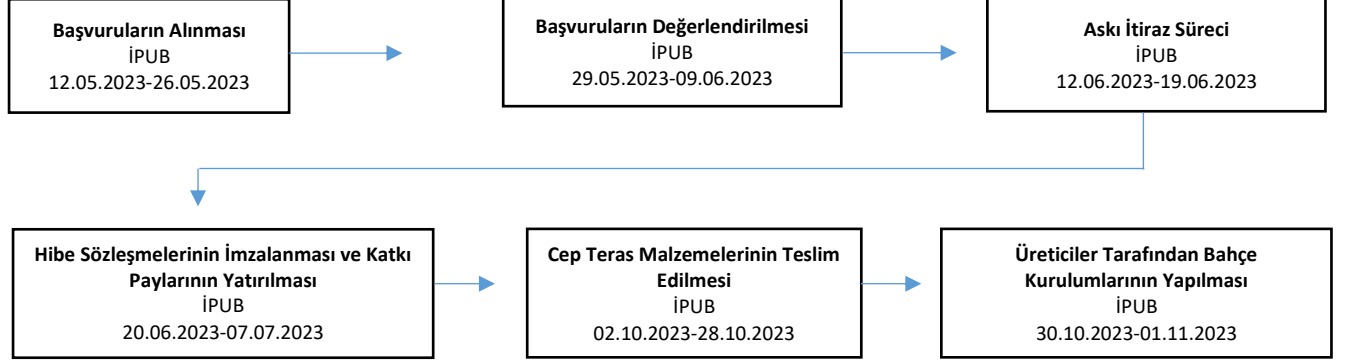 Başvuruların Alınması
İPUB
12.05.2023-26.05.2023
Başvuruların Değerlendirilmesi
İPUB
29.05.2023-09.06.2023
Askı İtiraz Süreci
İPUB
12.06.2023-19.06.2023
Hibe Sözleşmelerinin İmzalanması ve Katkı
Paylarının Yatırılması
İPUB
20.06.2023-07.07.2023
Cep Teras Malzemelerinin Teslim
Edilmesi
İPUB
02.10.2023-28.10.2023
Üreticiler Tarafından Bahçe
Kurulumlarının Yapılması
İPUB
30.10.2023-01.11.2023